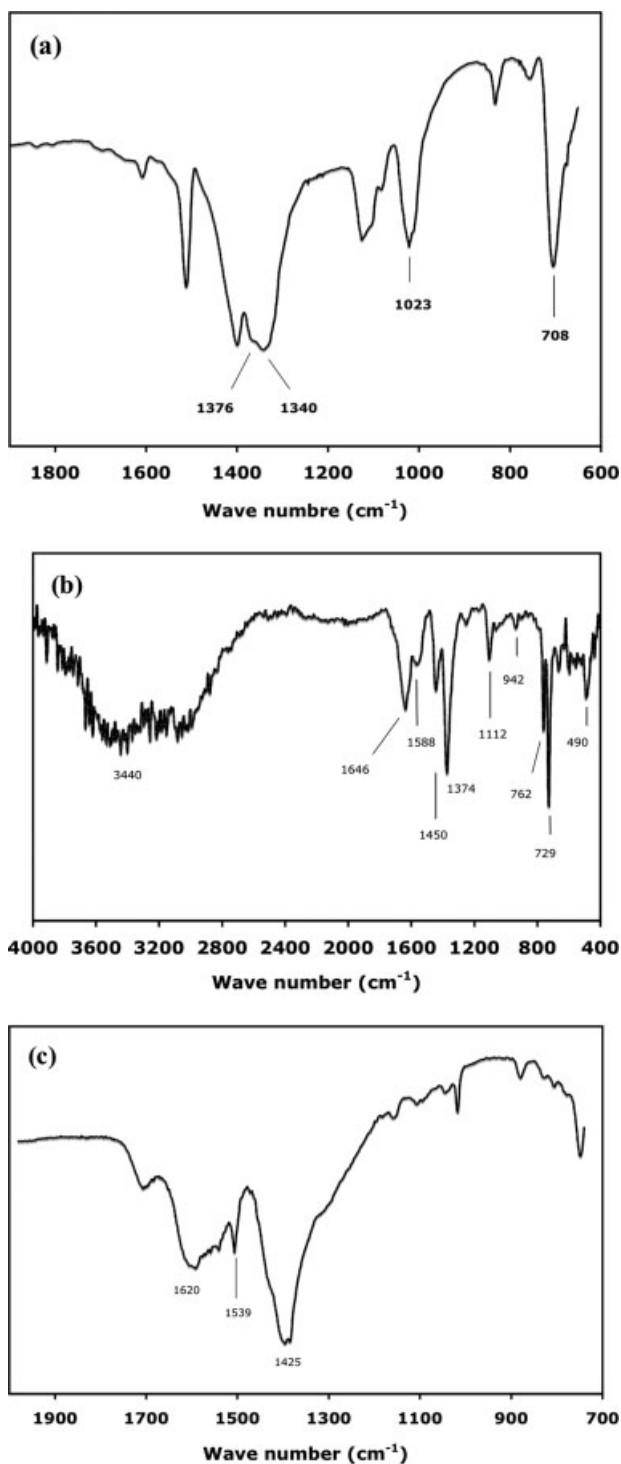 (a)
1376
1340
1023
708
1800 1600 1400 1200 1000 800 600
Wave numbre (cm-1)
(b)
3440
1646
1588
1450
1374
1112
942
762
729
490
4000 3600 3200 2800 2400 2000 1600 1200 800 400
Wave number (cm-1)
(c)
1620
1539
1425
1900 1700 1500 1300 1100 900 700
Wave number (cm-1)